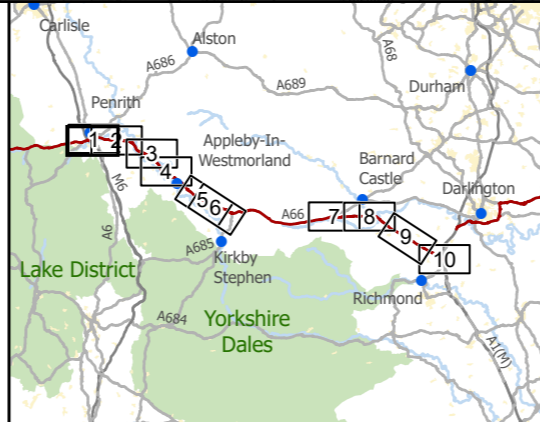 Carlisle
Alston
A68
A686
A689
Durham
Penrith
1
2
3
4
5
6
Appleby-In-
Westmorland
Barnard
Castle
Darlington
M6
A6
A66
7
8
9
10
A685
Kirkby
Stephen
Lake District
Richmond
A684
Yorkshire
Dales
A1(M)